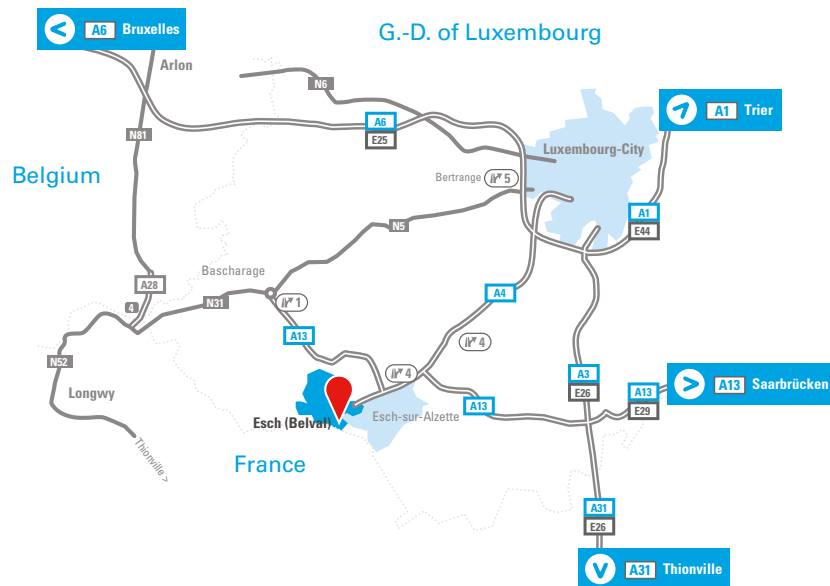 A6 Bruxelles
G.-D. of Luxembourg
Arlon
N6
A1 Trier
A6
E25
N81
Luxembourg-City
Belgium
Bertrange 5
A1
E44
N5
Bascharage
A28
4
N31
1
A4
A13
4
N52
4
A3
E26
A13
E29
A13 Saarbrücken
Longwy
A13
Esch (Belval)
Esch-sur-Alzette
Thionville >
France
A31
E26
A31 Thionville